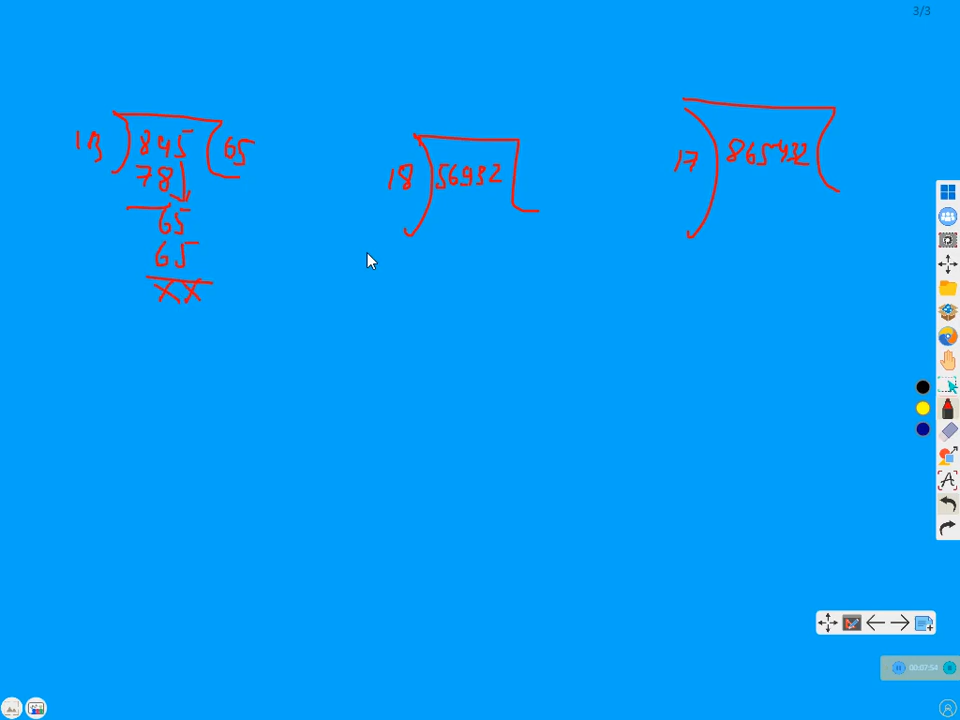 3/3
13 ) 845 ( 65
78
65
65
XX
18 ) 56932
17 ) 865432 (
00:07:54